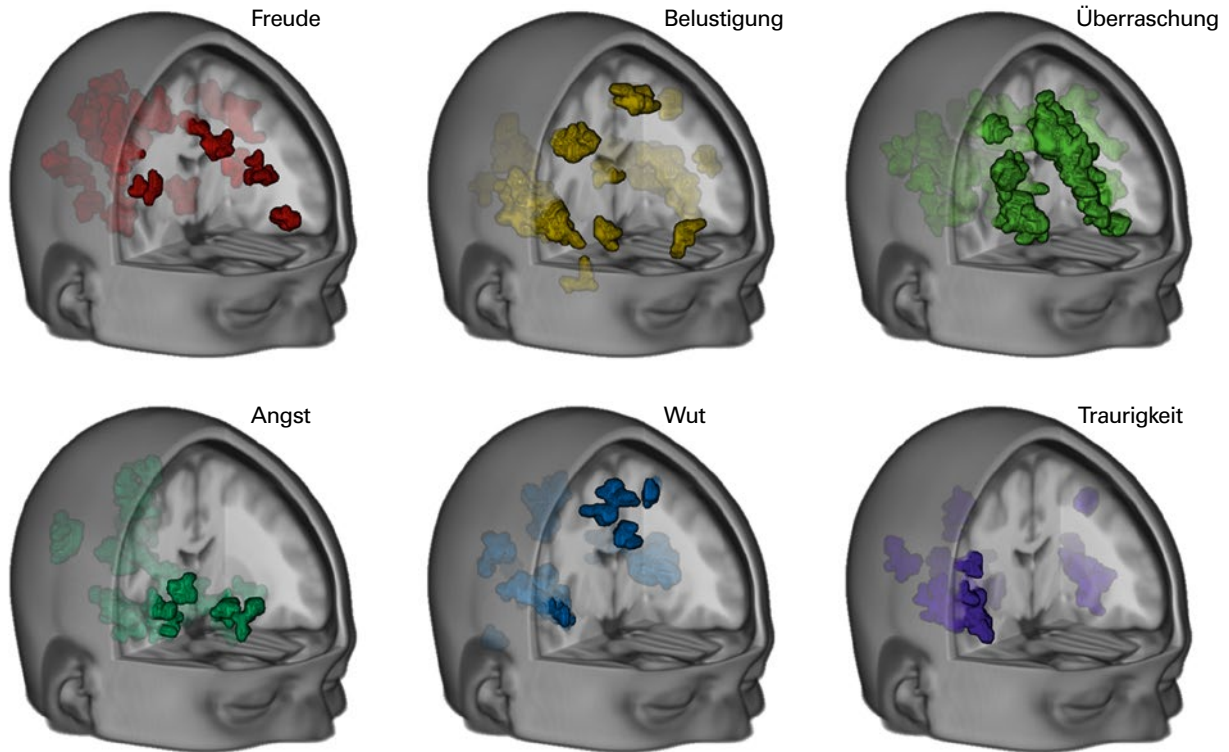 Freude
Belustigung
Überraschung
Angst
Wut
Traurigkeit